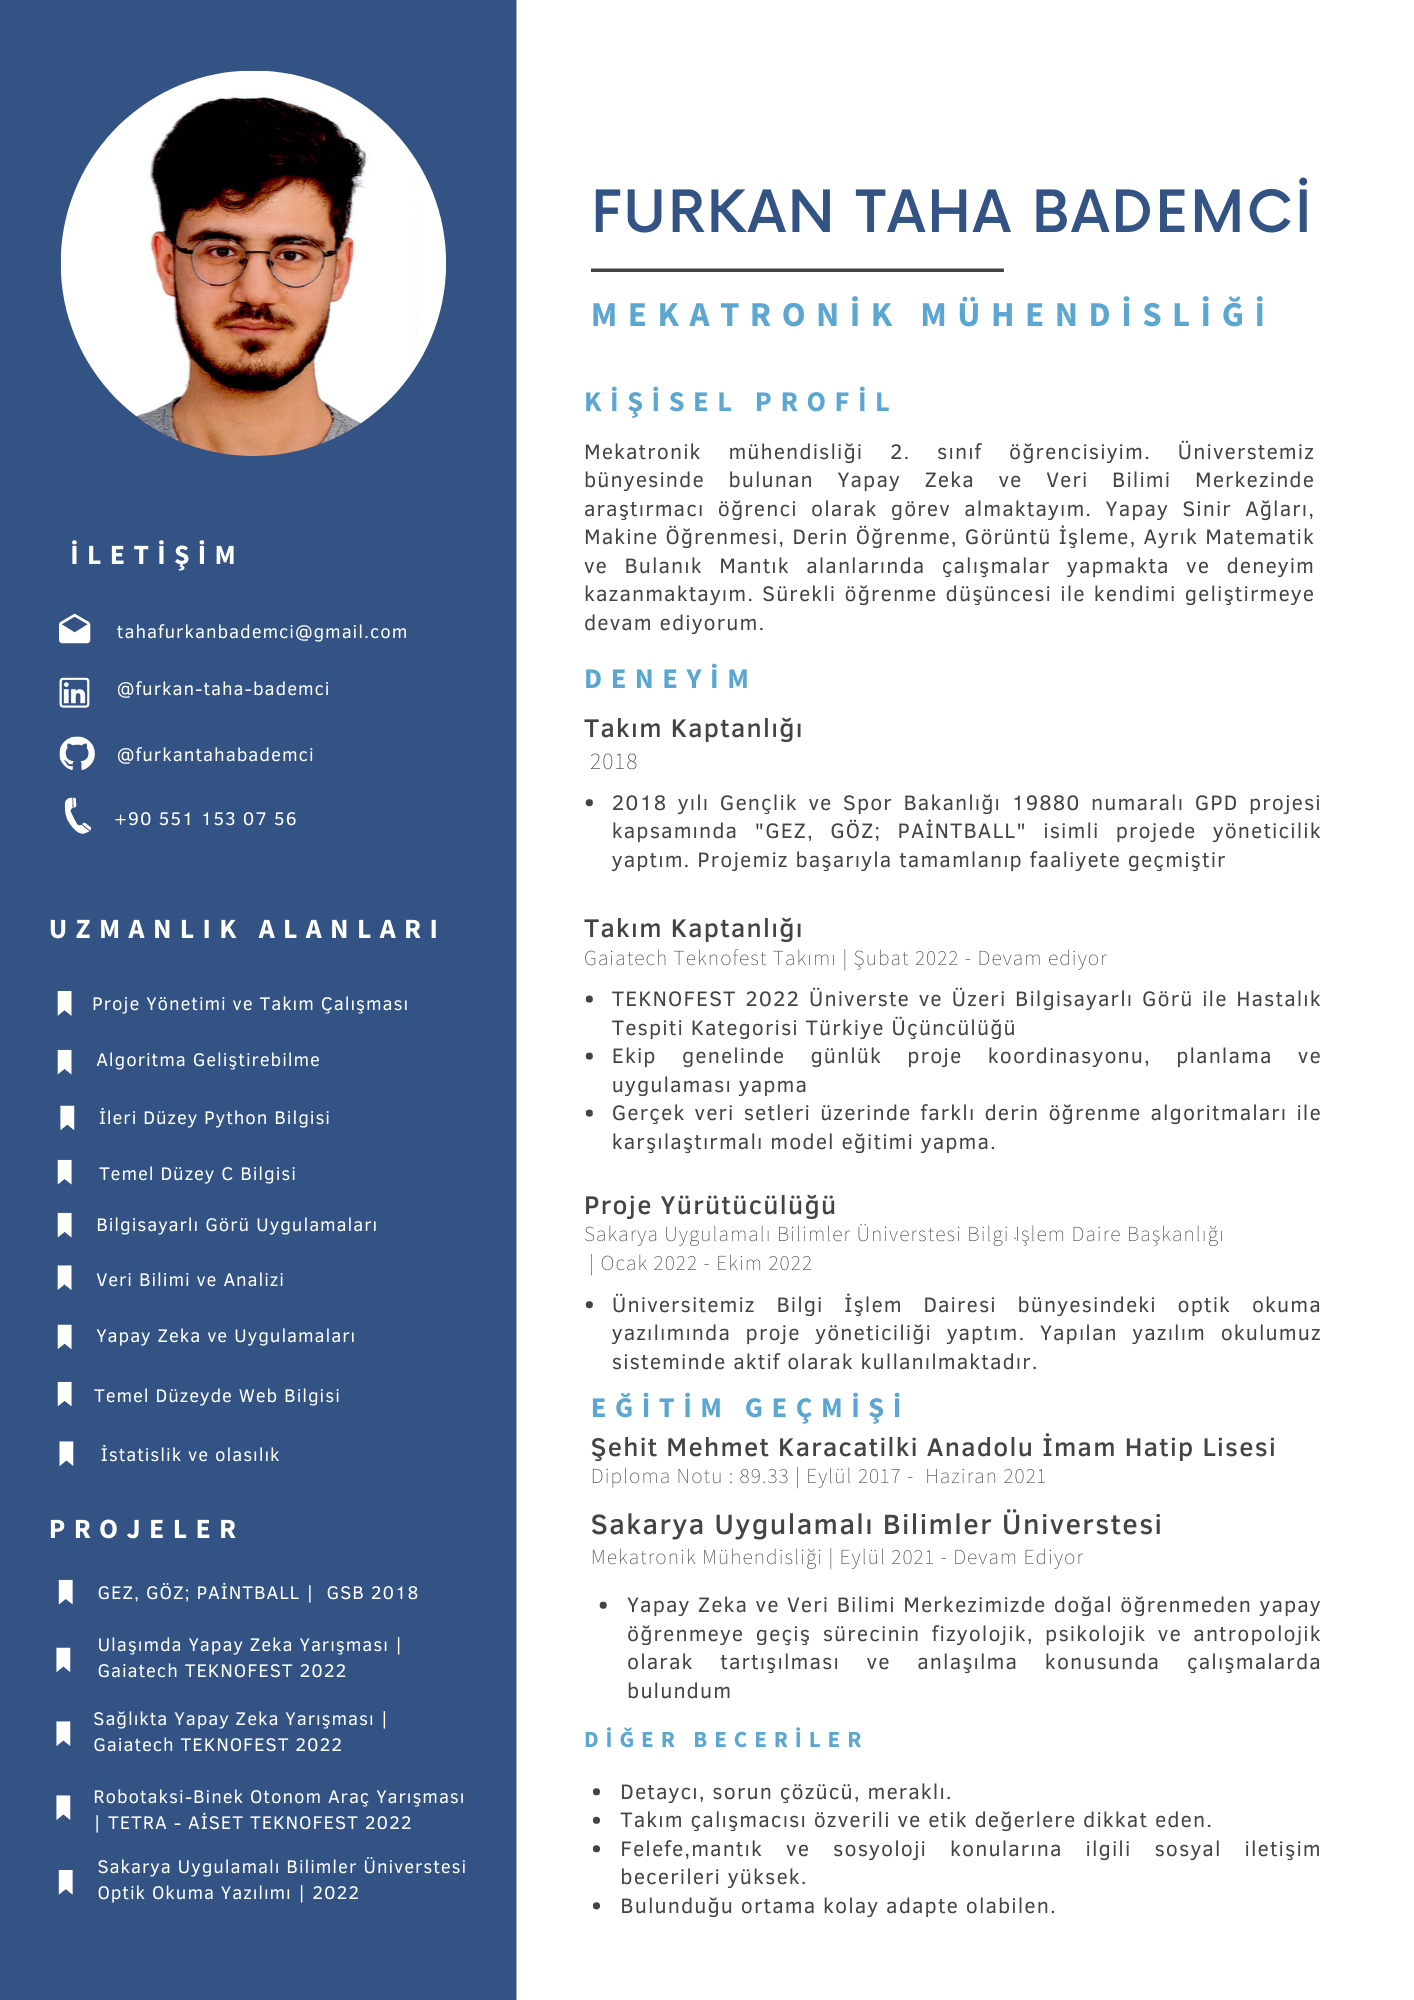 FURKAN TAHA BADEMCİ
MEKATRONİK MÜHENDİSLİĞİ
İLETİŞİM
tahafurkanbademci@gmail.com
@furkan-taha-bademci
@furkantahabademci
+90 551 153 07 56
UZMANLIK ALANLARI
Proje Yönetimi ve Takım Çalışması
Algoritma Geliştirebilme
İleri Düzey Python Bilgisi
Temel Düzey C Bilgisi
Bilgisayarlı Görü Uygulamaları
Veri Bilimi ve Analizi
Yapay Zeka ve Uygulamaları
Temel Düzeyde Web Bilgisi
İstatislik ve olasılık
PROJELER
GEZ, GÖZ; PAİNTBALL | GSB 2018
Ulaşımda Yapay Zeka Yarışması |
Gaiatech TEKNOFEST 2022
Sağlıkta Yapay Zeka Yarışması |
Gaiatech TEKNOFEST 2022
Robotaksi-Binek Otonom Araç Yarışması
| TETRA - AİSET TEKNOFEST 2022
Sakarya Uygulamalı Bilimler Üniverstesi
Optik Okuma Yazılımı | 2022
KİŞİSEL PROFİL
Mekatronik mühendisliği 2. sınıf öğrencisiyim. Üniverstemiz
bünyesinde bulunan Yapay Zeka ve Veri Bilimi Merkezinde
araştırmacı öğrenci olarak görev almaktayım. Yapay Sinir Ağları,
Makine Öğrenmesi, Derin Öğrenme, Görüntü İşleme, Ayrık Matematik
ve Bulanık Mantık alanlarında çalışmalar yapmakta ve deneyim
kazanmaktayım. Sürekli öğrenme düşüncesi ile kendimi geliştirmeye
devam ediyorum.
DENEYİM
Takım Kaptanlığı
2018
• 2018 yılı Gençlik ve Spor Bakanlığı 19880 numaralı GPD projesi
kapsamında "GEZ, GÖZ; PAİNTBALL" isimli projede yöneticilik
yaptım. Projemiz başarıyla tamamlanıp faaliyete geçmiştir
Takım Kaptanlığı
Gaiatech Teknofest Takımı | Şubat 2022 - Devam ediyor
• TEKNOFEST 2022 Üniverste ve Üzeri Bilgisayarlı Görü ile Hastalık
Tespiti Kategorisi Türkiye Üçüncülüğü
• Ekip genelinde günlük proje koordinasyonu, planlama ve
uygulaması yapma
• Gerçek veri setleri üzerinde farklı derin öğrenme algoritmaları ile
karşılaştırmalı model eğitimi yapma.
Proje Yürütücülüğü
Sakarya Uygulamalı Bilimler Üniverstesi Bilgi İşlem Daire Başkanlığı
| Ocak 2022 - Ekim 2022
• Üniversitemiz Bilgi İşlem Dairesi bünyesindeki optik okuma
yazılımında proje yöneticiliği yaptım. Yapılan yazılım okulumuz
sisteminde aktif olarak kullanılmaktadır.
EĞİTİM GEÇMİŞİ
Şehit Mehmet Karacatilki Anadolu İmam Hatip Lisesi
Diploma Notu : 89.33 | Eylül 2017 - Haziran 2021
Sakarya Uygulamalı Bilimler Üniverstesi
Mekatronik Mühendisliği | Eylül 2021 - Devam Ediyor
• Yapay Zeka ve Veri Bilimi Merkezimizde doğal öğrenmeden yapay
öğrenmeye geçiş sürecinin fizyolojik, psikolojik ve antropolojik
olarak tartışılması ve anlaşılma konusunda çalışmalarda
bulundum
DİĞER BECERİLER
• Detaycı, sorun çözücü, meraklı.
• Takım çalışmacısı özverili ve etik değerlere dikkat eden.
• Felefe,mantık ve sosyoloji konularına ilgili sosyal iletişim
becerileri yüksek.
• Bulunduğu ortama kolay adapte olabilen.